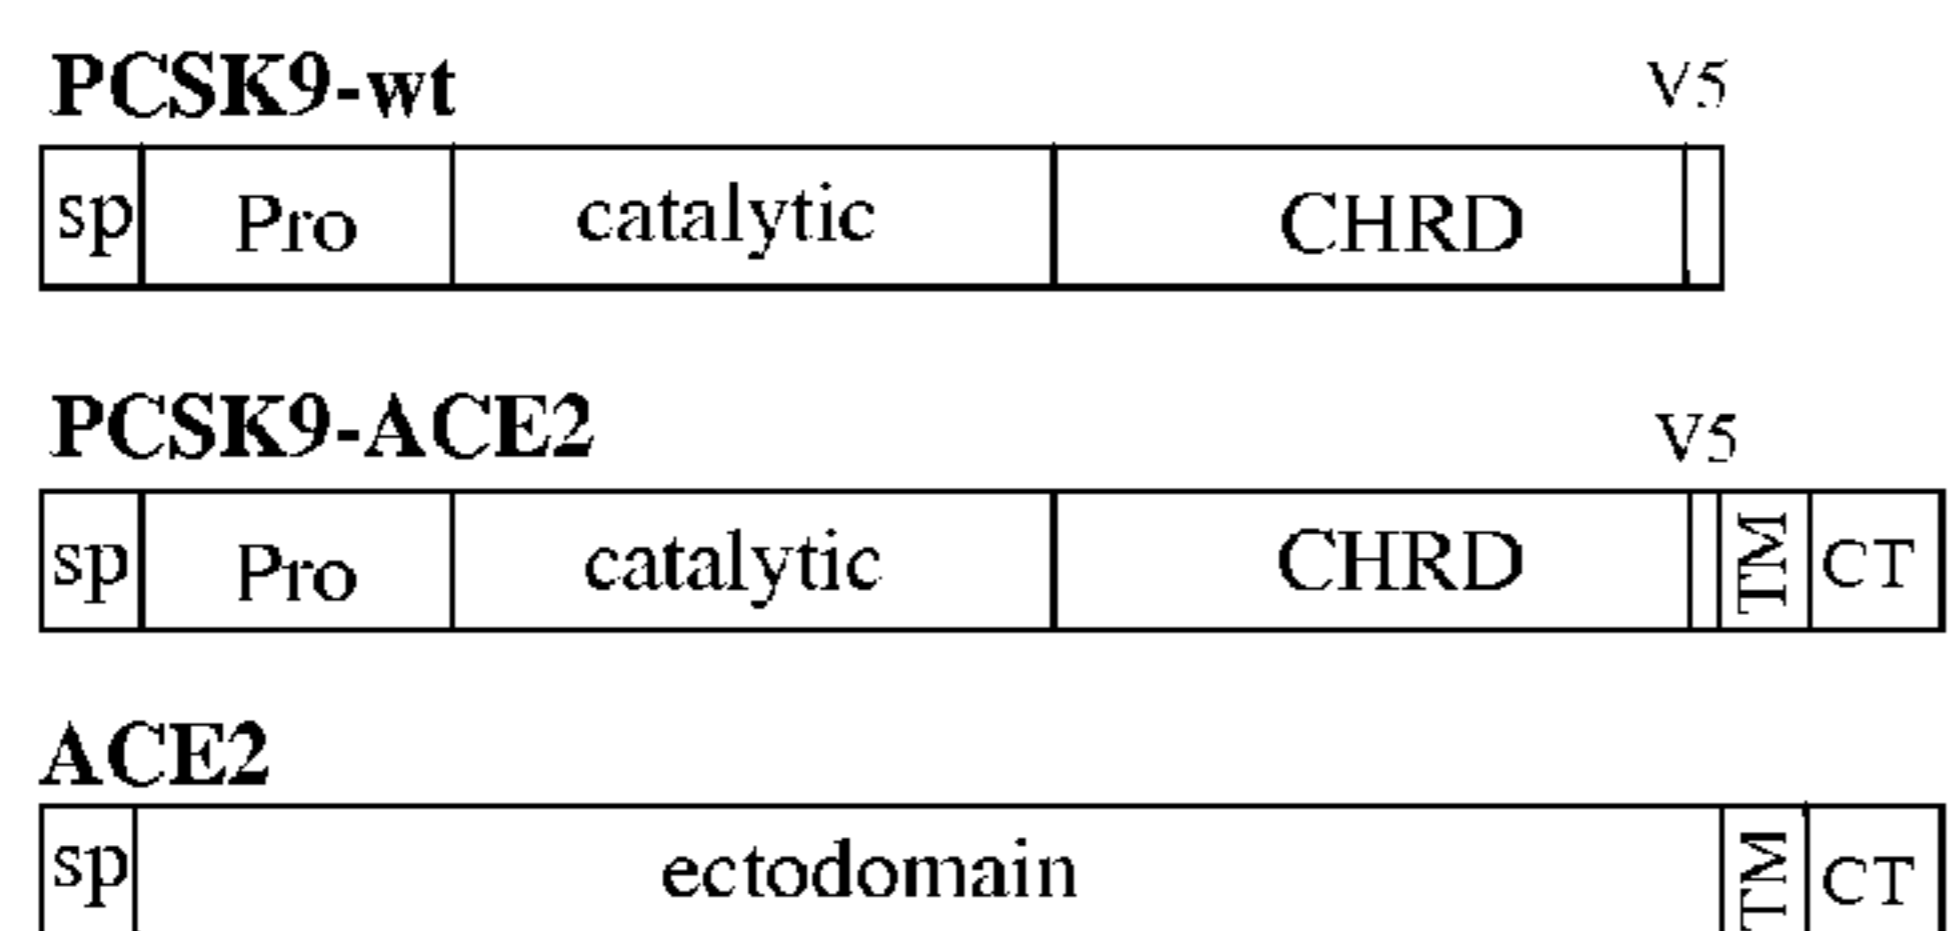 PCSK9-wt V5
sp Pro catalytic CHRD
PCSK9-ACE2 V5
sp Pro catalytic CHRD TM CT
ACE2
sp ectodomain TM CT